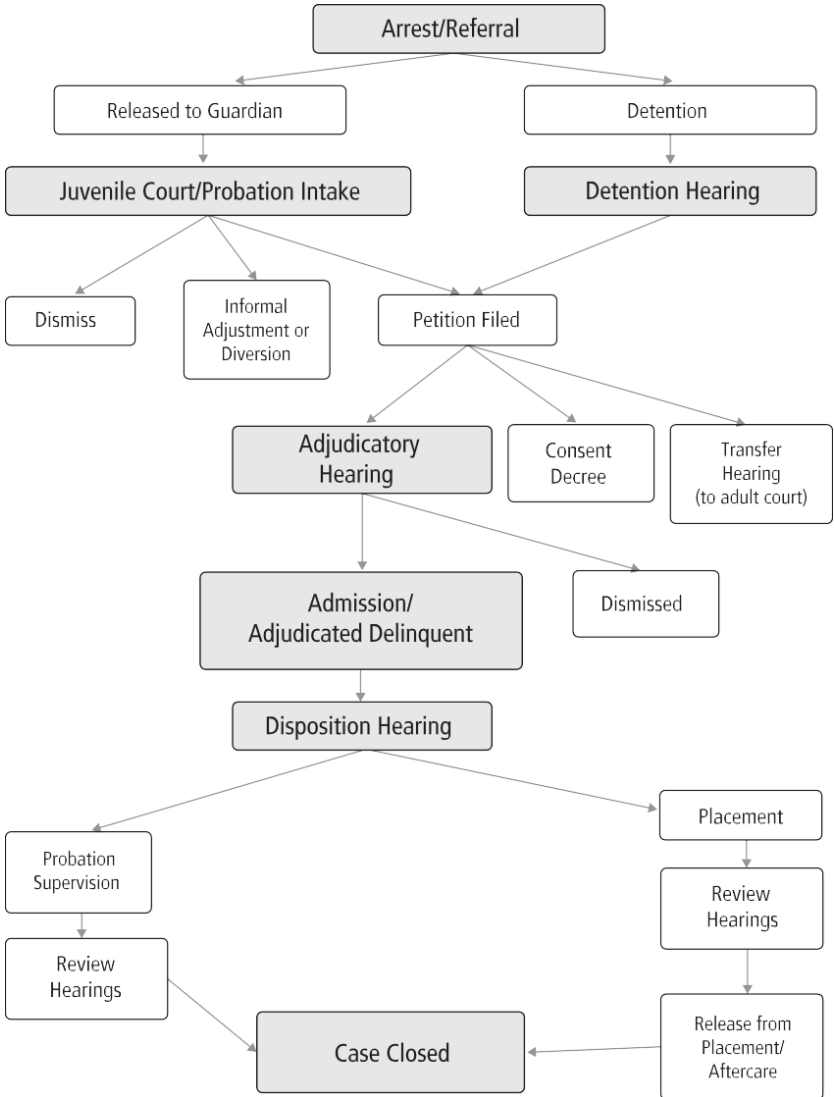 Arrest/Referral
Released to Guardian
Detention
Juvenile Court/Probation Intake
Detention Hearing
Dismiss
Informal
Adjustment or
Diversion
Petition Filed
Adjudicatory
Hearing
Consent
Decree
Transfer
Hearing
(to adult court)
Admission/
Adjudicated Delinquent
Dismissed
Disposition Hearing
Probation
Supervision
Placement
Review
Hearings
Review
Hearings
Case Closed
Release from
Placement/
Aftercare